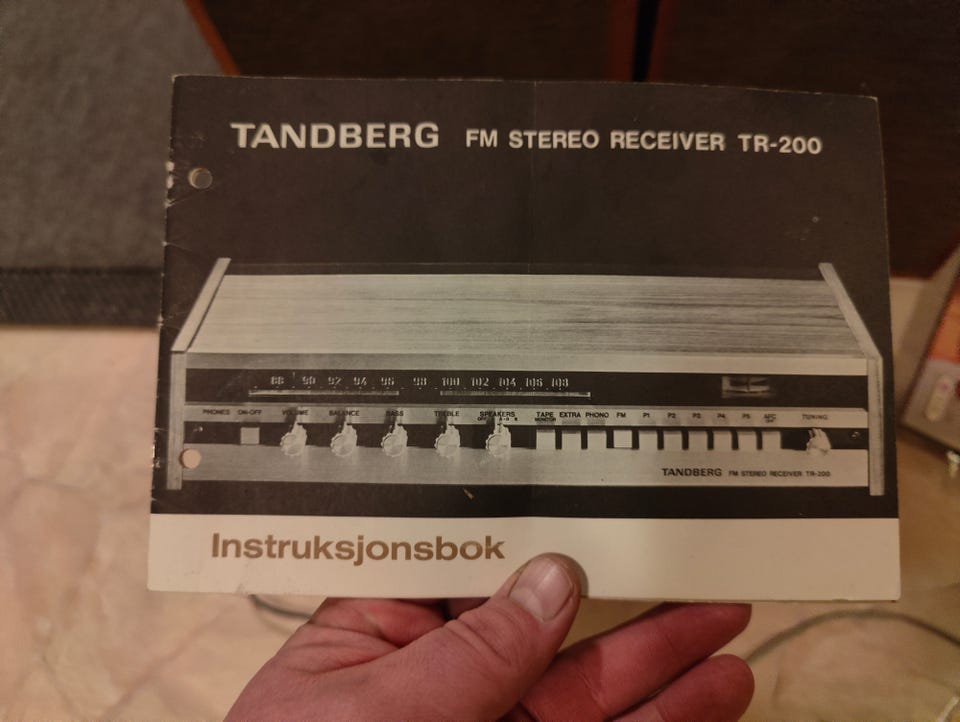 TANDBERG FM STEREO RECEIVER TR-200
88 90 92 94 96 98 100 102 104 106 108
PHONES ON-OFF VOLUME BALANCE BASS TREBLE SPEAKERS TAPE EXTRA PHONO FM P1 P2 P3 P4 P5 AFC TUNING
MONITOR
TANDBERG FM STEREO RECEIVER TR-200
Instruksjonsbok